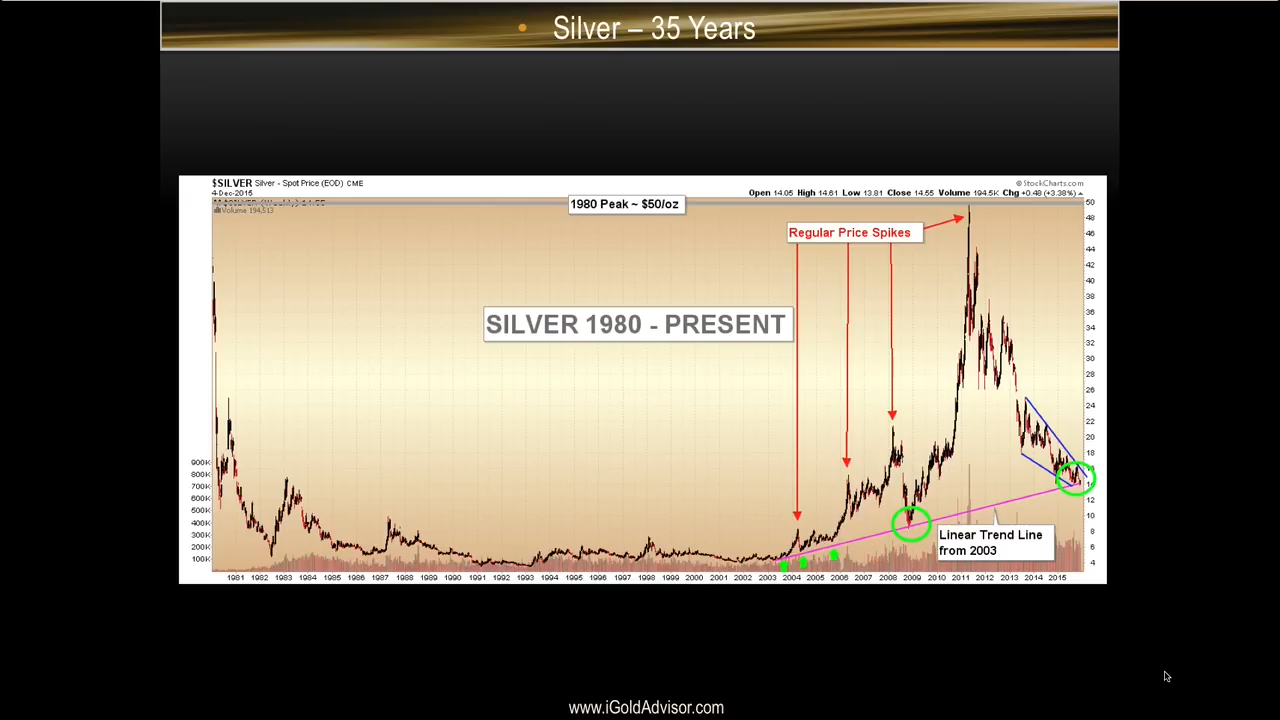 • Silver – 35 Years
$SILVER Silver - Spot Price (EOD) CME
© StockCharts.com
4-Dec-2015
Open 14.05 High 14.61 Low 13.81 Close 14.55 Volume 194.5K Chg +0.48 (+3.38%)
Volume 194,513
1980 Peak ~ $50/oz
Regular Price Spikes
SILVER 1980 - PRESENT
Linear Trend Line
from 2003
50
48
46
44
42
40
38
36
34
32
30
28
26
24
22
20
18
12
10
8
6
4
900K
800K
700K
600K
500K
400K
300K
200K
100K
1981 1982 1983 1984 1985 1986 1987 1988 1989 1990 1991 1992 1993 1994 1995 1996 1997 1998 1999 2000 2001 2002 2003 2004 2005 2006 2007 2008 2009 2010 2011 2012 2013 2014 2015
www.iGoldAdvisor.com